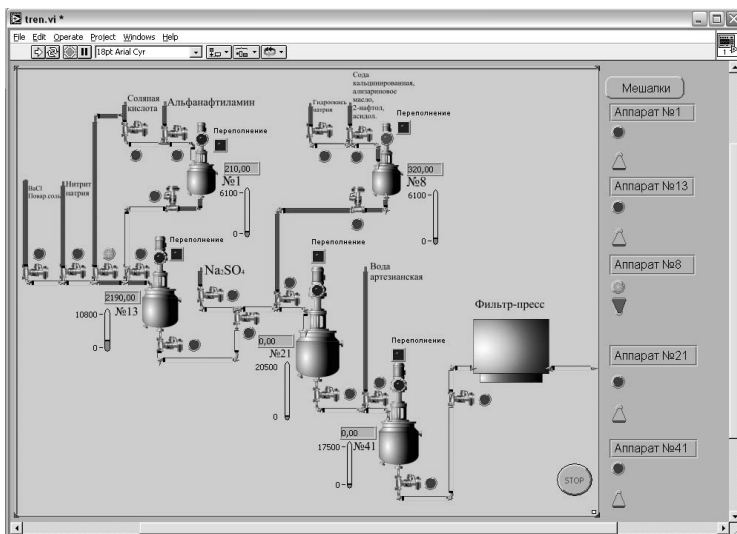 tren.vi *
File Edit Operate Project Windows Help
18pt Arial Cyr
1
Соляная
кислота
Альфанафтиламин
Переполнение
210,00
№1
6100
0
Гидроокись
натрия
Сода
кальцинированная,
ализариновое
масло,
2-нафтол,
асидол.
Переполнение
320,00
№8
6100
0
BaCl
Повар.соль
Нитрит
натрия
Переполнение
2190,00
№13
10800
0
Na₂SO₄
Переполнение
0,00
№21
20500
0
Вода
артезианская
Переполнение
0,00
№41
17500
0
Фильтр-пресс
STOP
Мешалки
Аппарат №1
Аппарат №13
Аппарат №8
Аппарат №21
Аппарат №41